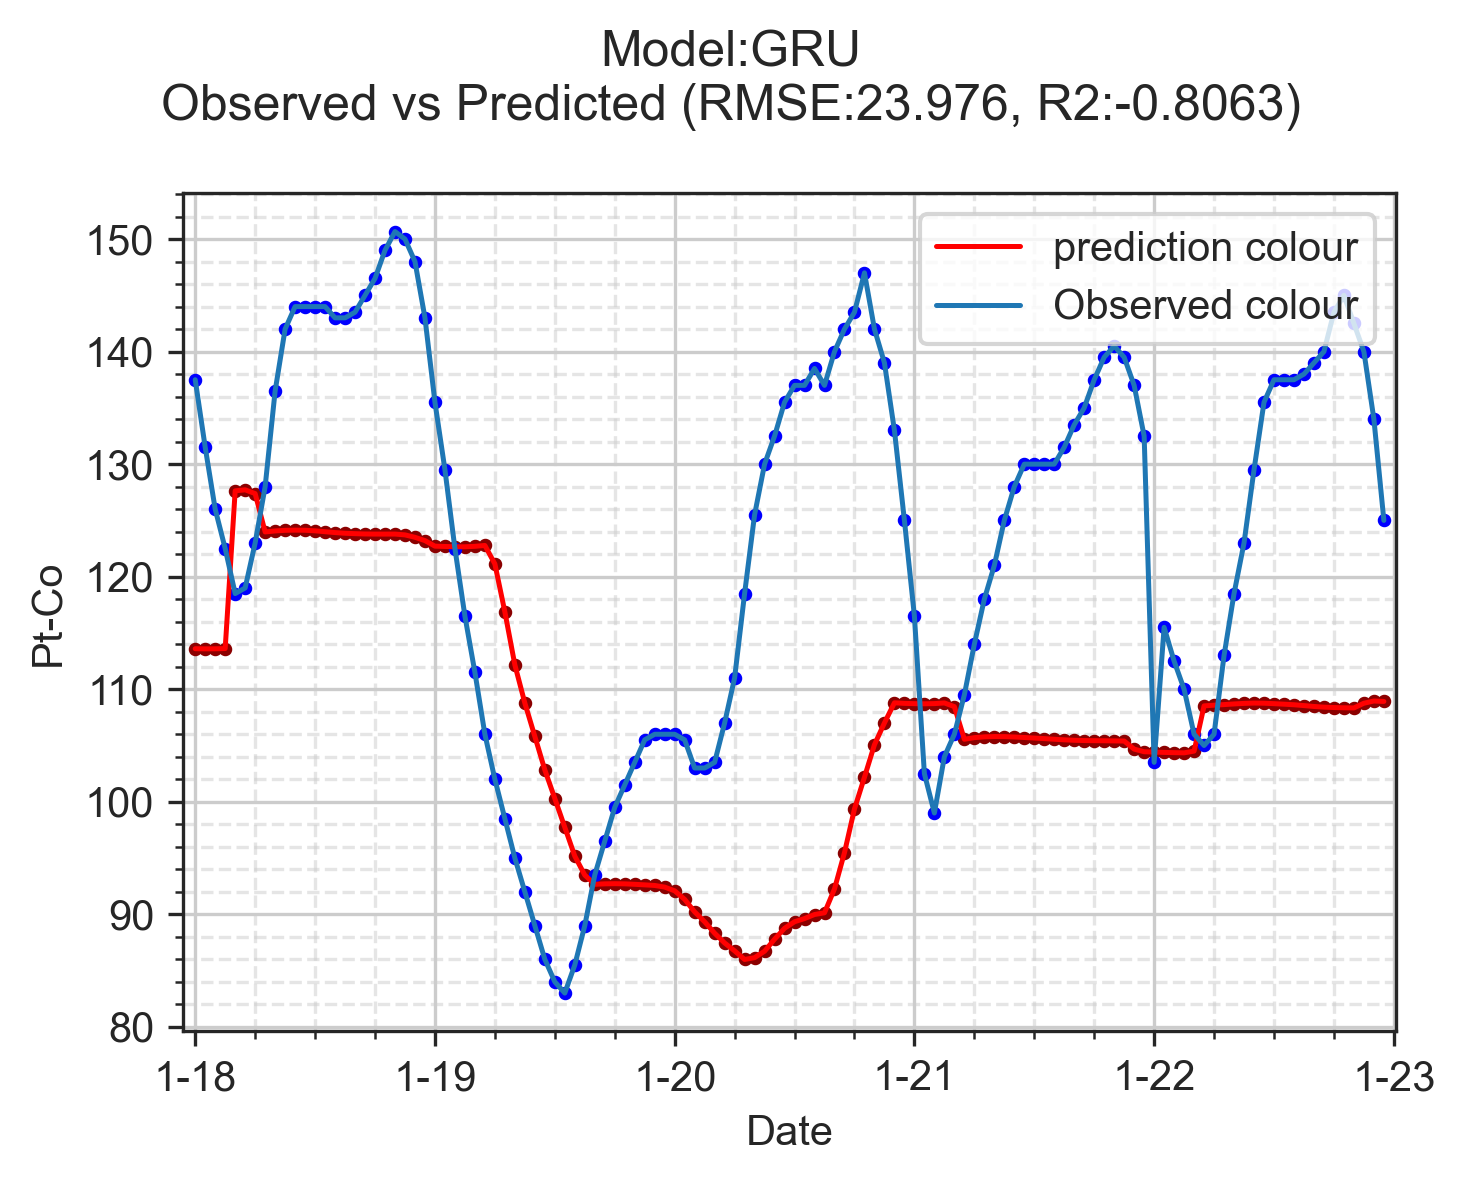 Model:GRU
Observed vs Predicted (RMSE:23.976, R2:-0.8063)
prediction colour
Observed colour
150
140
130
120
110
100
90
80
Pt-Co
1-18
1-19
1-20
1-21
1-22
1-23
Date